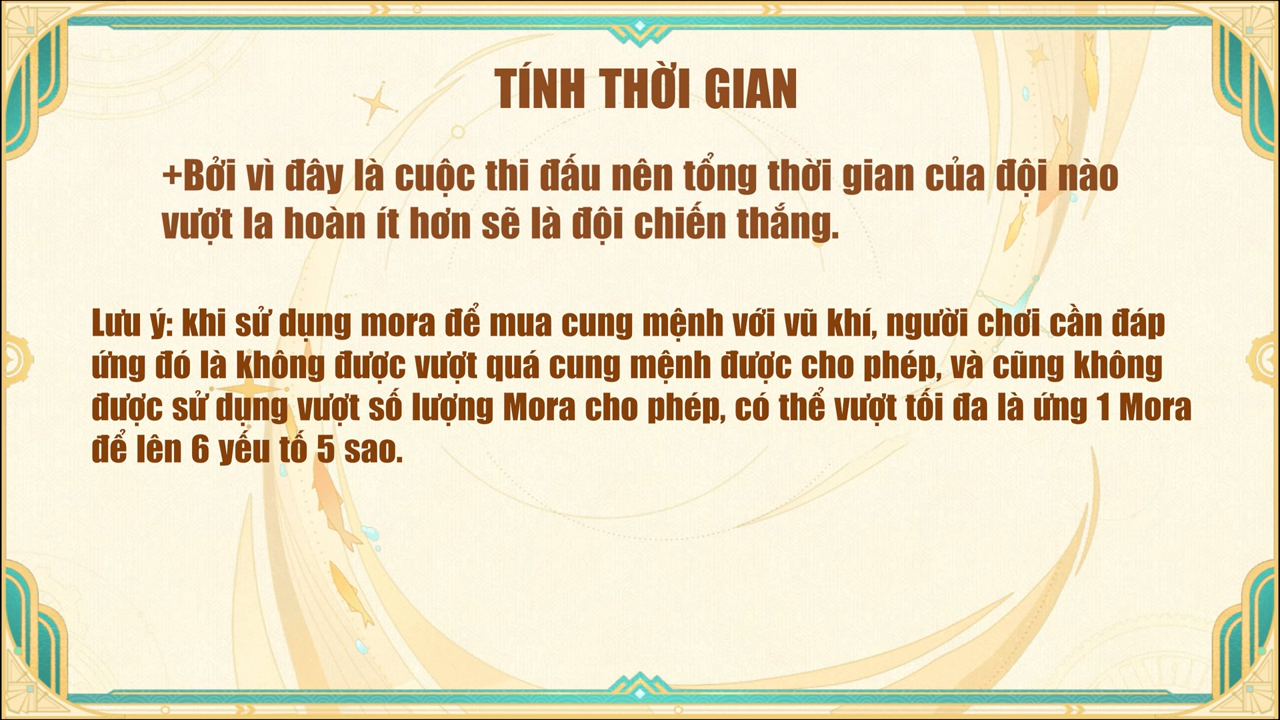 TÍNH THỜI GIAN
+Bởi vì đây là cuộc thi đấu nên tổng thời gian của đội nào
vượt la hoàn ít hơn sẽ là đội chiến thắng.
Lưu ý: khi sử dụng mora để mua cung mệnh với vũ khí, người chơi cần đáp
ứng đó là không được vượt quá cung mệnh được cho phép, và cũng không
được sử dụng vượt số lượng Mora cho phép, có thể vượt tối đa là ứng 1 Mora
để lên 6 yếu tố 5 sao.